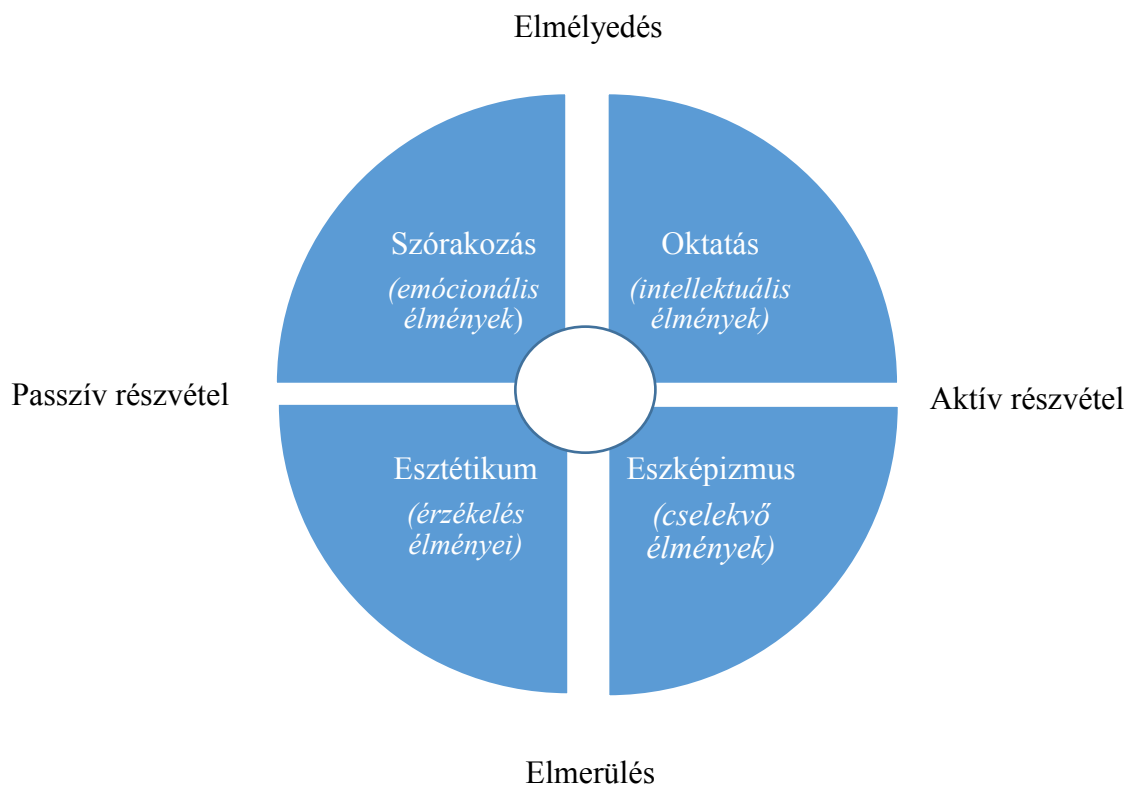 Elmélyedés
Szórakozás
(emócionális
élmények)
Oktatás
(intellektuális
élmények)
Passzív részvétel
Aktív részvétel
Esztétikum
(érzékelés
élményei)
Eszképizmus
(cselekvő
élmények)
Elmerülés